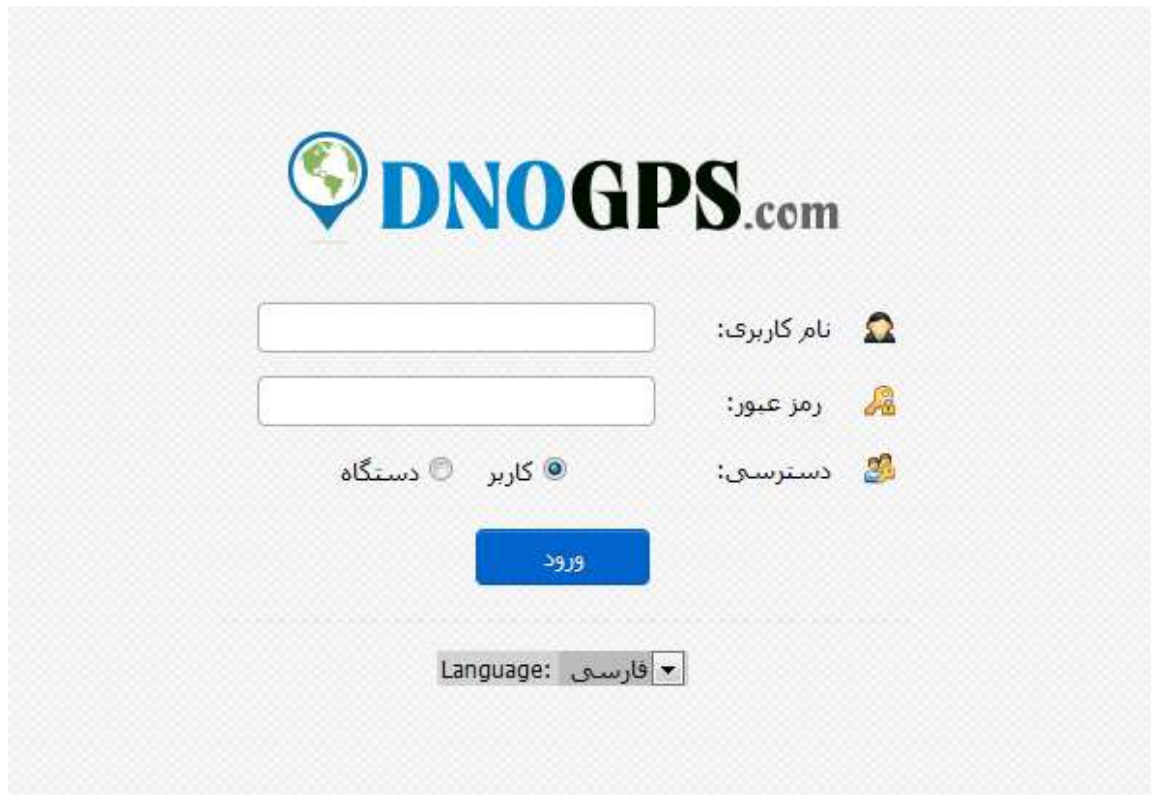 DNOGPS.com
نام کاربری:
رمز عبور:
دسترسی: کاربر دستگاه
ورود
Language: فارسی